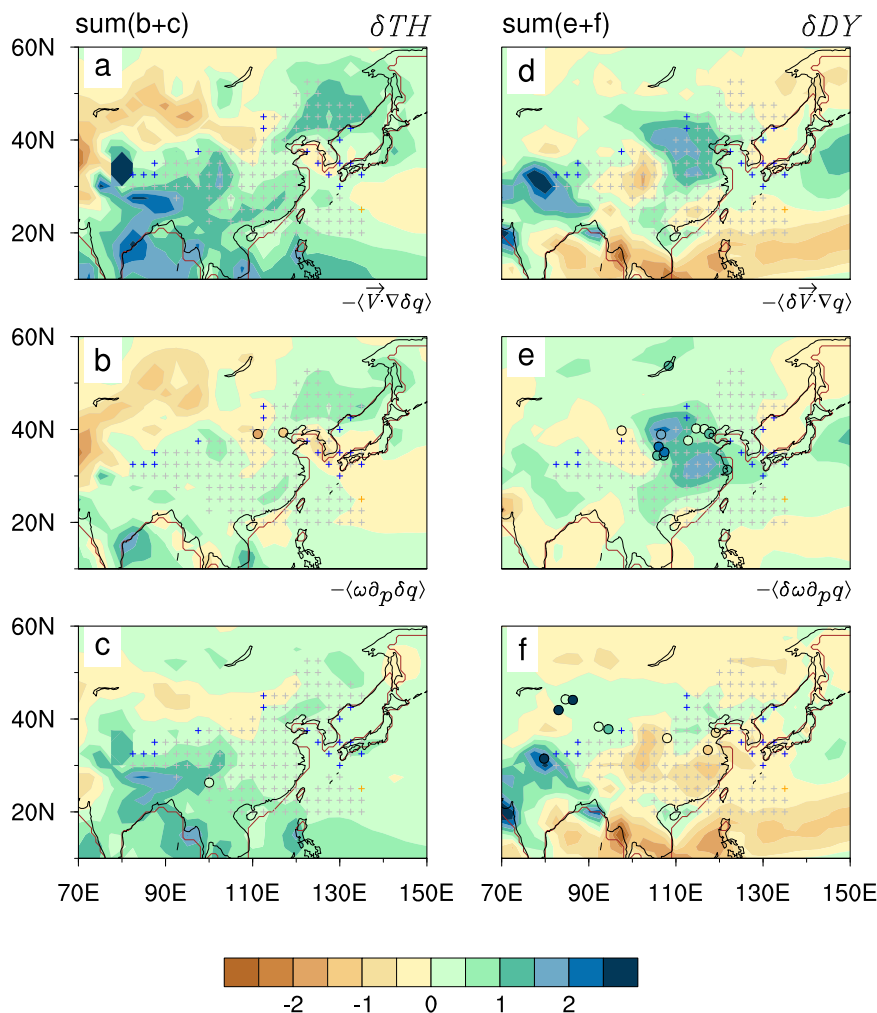 sum(b+c) δTH sum(e+f) δDY
60N a d
40N
20N
−⟨V⃗·∇δq⟩ −⟨δV⃗·∇q⟩
60N b e
40N
20N
−⟨ω∂pδq⟩ −⟨δω∂pq⟩
60N c f
40N
20N
70E 90E 110E 130E 150E 70E 90E 110E 130E 150E
-2 -1 0 1 2